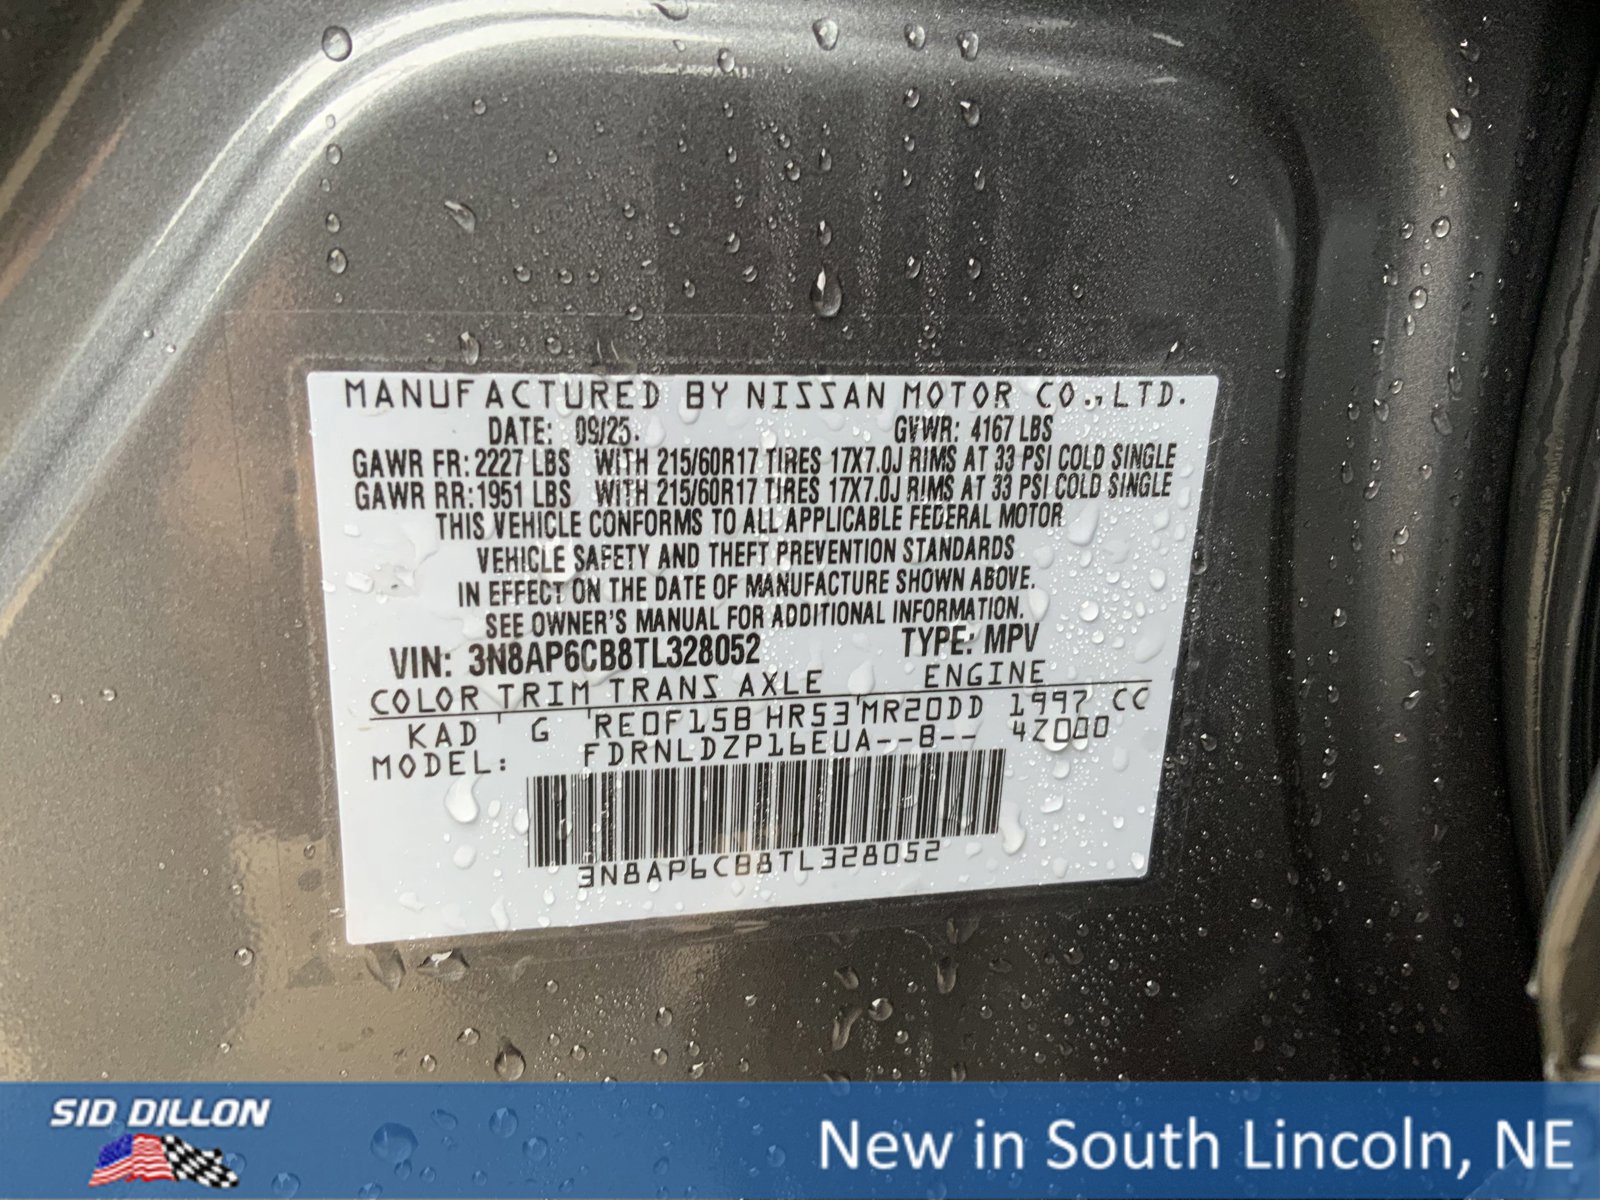 MANUFACTURED BY NISSAN MOTOR CO., LTD.
DATE: 09/25. GVWR: 4167 LBS
GAWR FR: 2227 LBS WITH 215/60R17 TIRES 17X7.0J RIMS AT 33 PSI COLD SINGLE
GAWR RR: 1951 LBS WITH 215/60R17 TIRES 17X7.0J RIMS AT 33 PSI COLD SINGLE
THIS VEHICLE CONFORMS TO ALL APPLICABLE FEDERAL MOTOR
VEHICLE SAFETY AND THEFT PREVENTION STANDARDS
IN EFFECT ON THE DATE OF MANUFACTURE SHOWN ABOVE.
SEE OWNER'S MANUAL FOR ADDITIONAL INFORMATION.
VIN: 3N8AP6CB8TL328052 TYPE: MPV
COLOR TRIM TRANS AXLE ENGINE
KAD G RE0F15B HR53 MR20DD 1997 CC
MODEL: FDRNLDZP16EUA--B-- 4Z000
3N8AP6CB8TL328052
SID DILLON
New in South Lincoln, NE